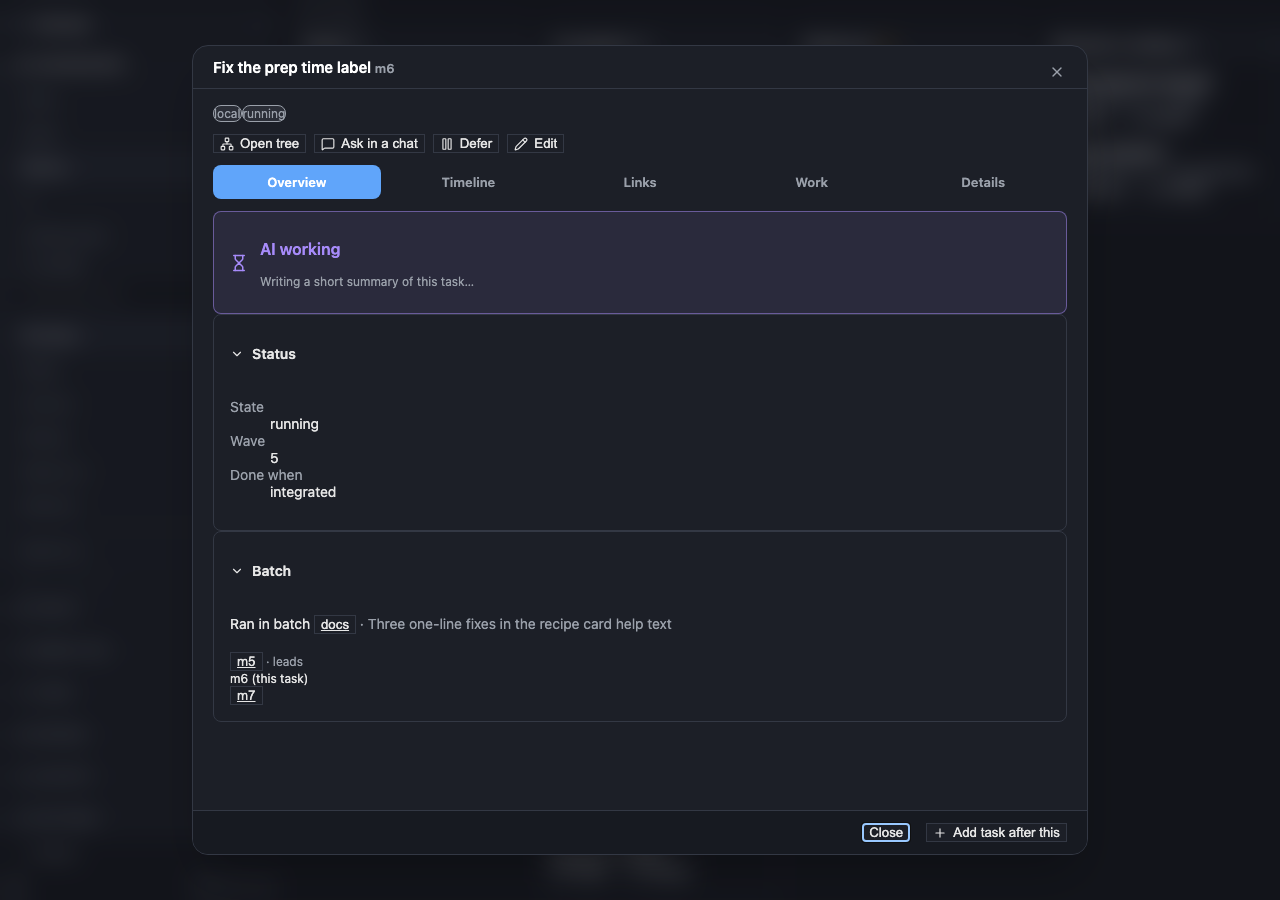 Fix the prep time label m6
local running
Open tree Ask in a chat Defer Edit
Overview Timeline Links Work Details
AI working
Writing a short summary of this task...
Status
State
running
Wave
5
Done when
integrated
Batch
Ran in batch docs · Three one-line fixes in the recipe card help text
m5 · leads
m6 (this task)
m7
Close Add task after this